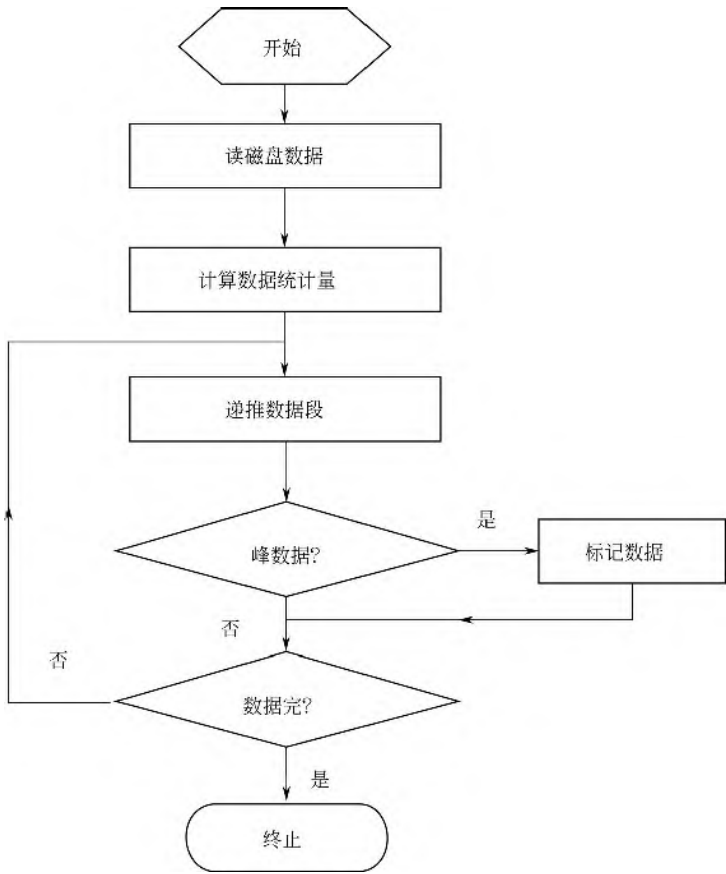 开始
读磁盘数据
计算数据统计量
递推数据段
峰数据?
是
标记数据
否
否
数据完?
是
终止